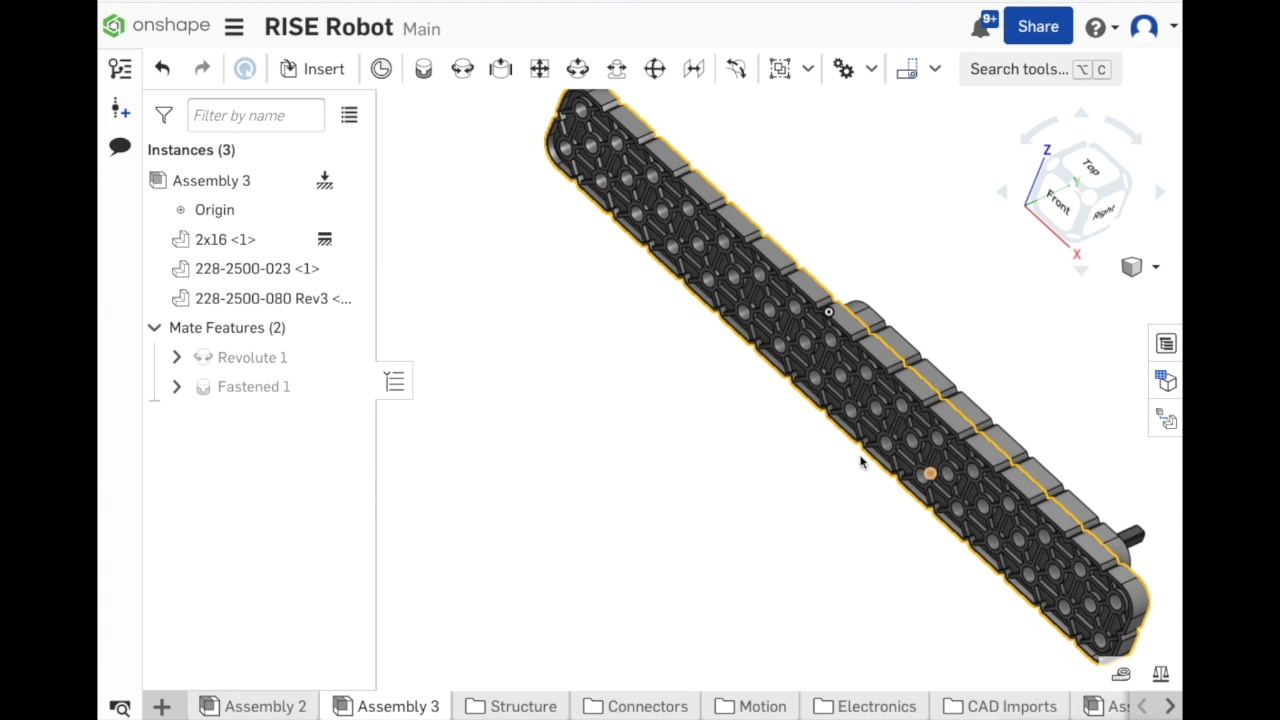 onshape RISE Robot Main 9+ Share
Insert Search tools... ⌥ C
Filter by name
Instances (3)
Assembly 3
Origin
2x16 <1>
228-2500-023 <1>
228-2500-080 Rev3 <...
Mate Features (2)
Revolute 1
Fastened 1
Z Top
Y
Front Right
X
Assembly 2 Assembly 3 Structure Connectors Motion Electronics CAD Imports Ass